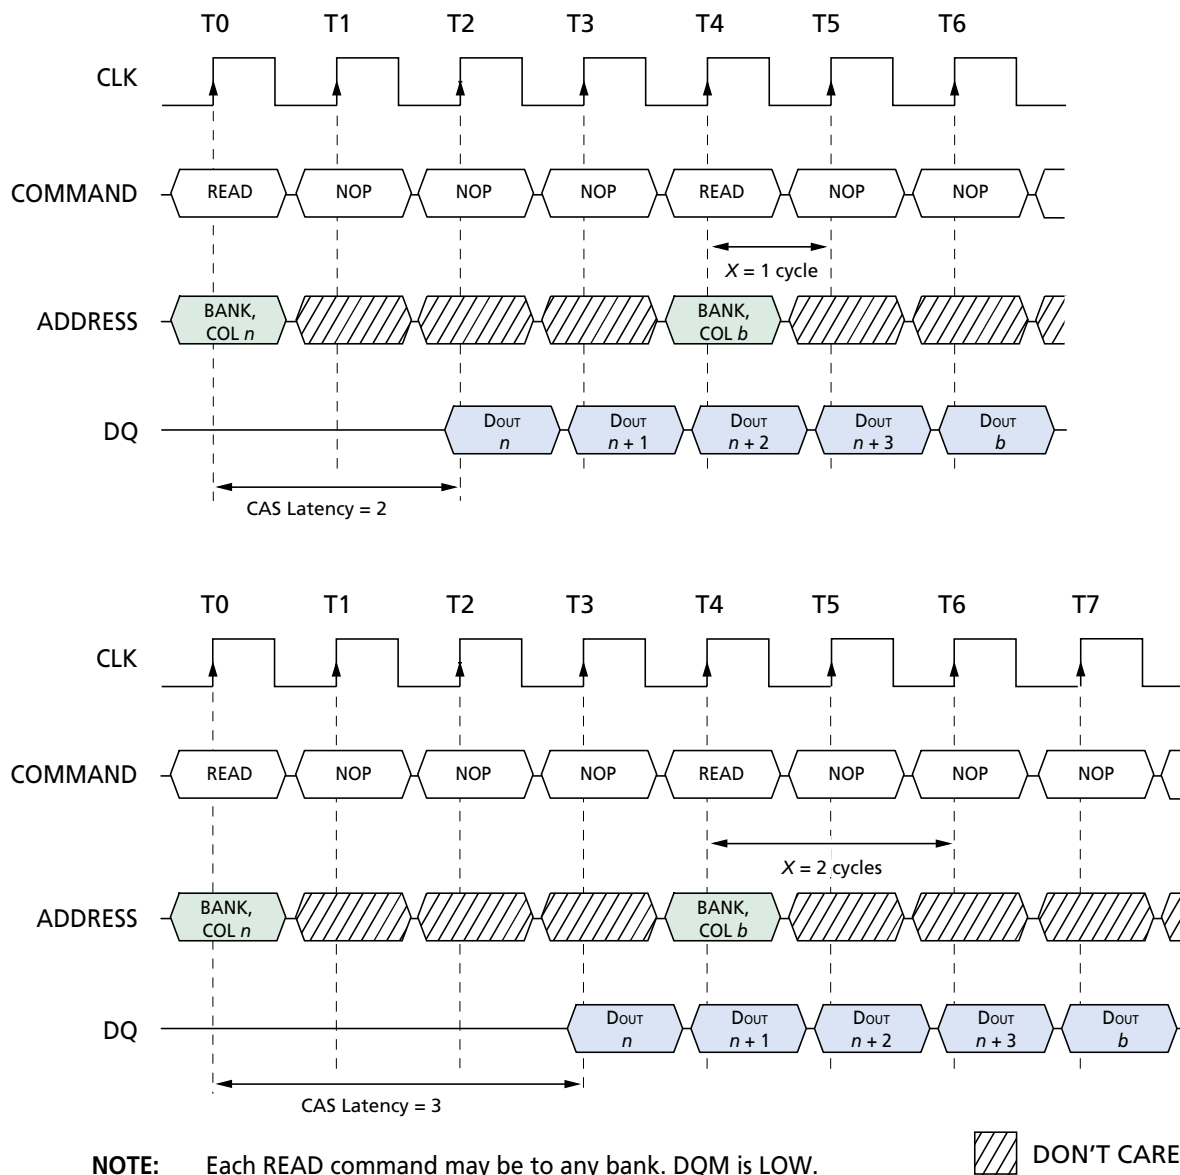 T0 T1 T2 T3 T4 T5 T6
CLK
COMMAND READ NOP NOP NOP READ NOP NOP
X = 1 cycle
ADDRESS BANK, COL n BANK, COL b
DQ DOUT n DOUT n + 1 DOUT n + 2 DOUT n + 3 DOUT b
CAS Latency = 2
T0 T1 T2 T3 T4 T5 T6 T7
CLK
COMMAND READ NOP NOP NOP READ NOP NOP NOP
X = 2 cycles
ADDRESS BANK, COL n BANK, COL b
DQ DOUT n DOUT n + 1 DOUT n + 2 DOUT n + 3 DOUT b
CAS Latency = 3
NOTE: Each READ command may be to any bank. DQM is LOW.
DON'T CARE